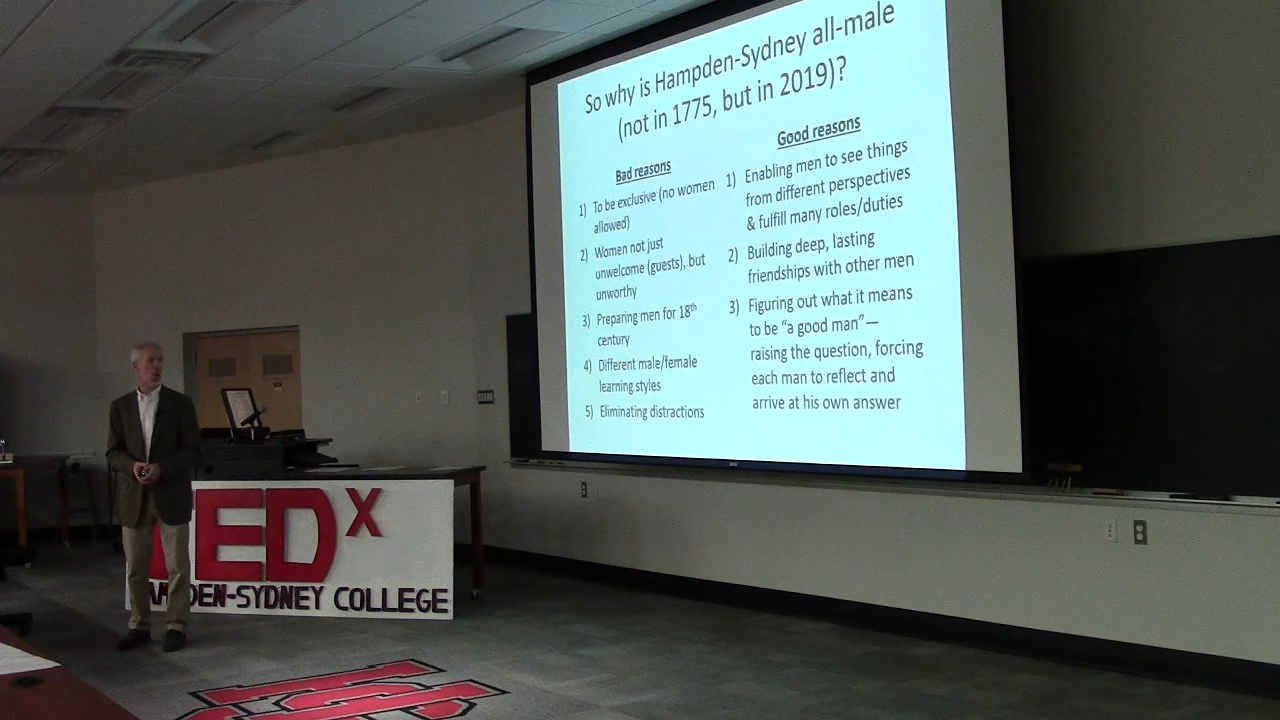 So why is Hampden-Sydney all-male
(not in 1775, but in 2019)?
Bad reasons
1) To be exclusive (no women
allowed)
2) Women not just
unwelcome (guests), but
unworthy
3) Preparing men for 18th
century
4) Different male/female
learning styles
5) Eliminating distractions
Good reasons
1) Enabling men to see things
from different perspectives
& fulfill many roles/duties
2) Building deep, lasting
friendships with other men
3) Figuring out what it means
to be “a good man”—
raising the question, forcing
each man to reflect and
arrive at his own answer
EDx
DEN-SYDNEY COLLEGE